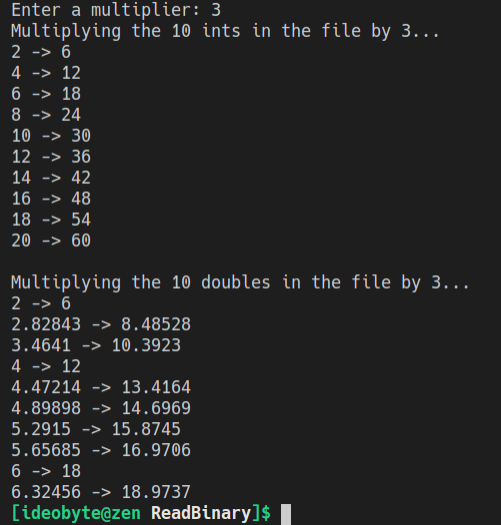 Enter a multiplier: 3
Multiplying the 10 ints in the file by 3...
2 -> 6
4 -> 12
6 -> 18
8 -> 24
10 -> 30
12 -> 36
14 -> 42
16 -> 48
18 -> 54
20 -> 60

Multiplying the 10 doubles in the file by 3...
2 -> 6
2.82843 -> 8.48528
3.4641 -> 10.3923
4 -> 12
4.47214 -> 13.4164
4.89898 -> 14.6969
5.2915 -> 15.8745
5.65685 -> 16.9706
6 -> 18
6.32456 -> 18.9737
[ideobyte@zen ReadBinary]$